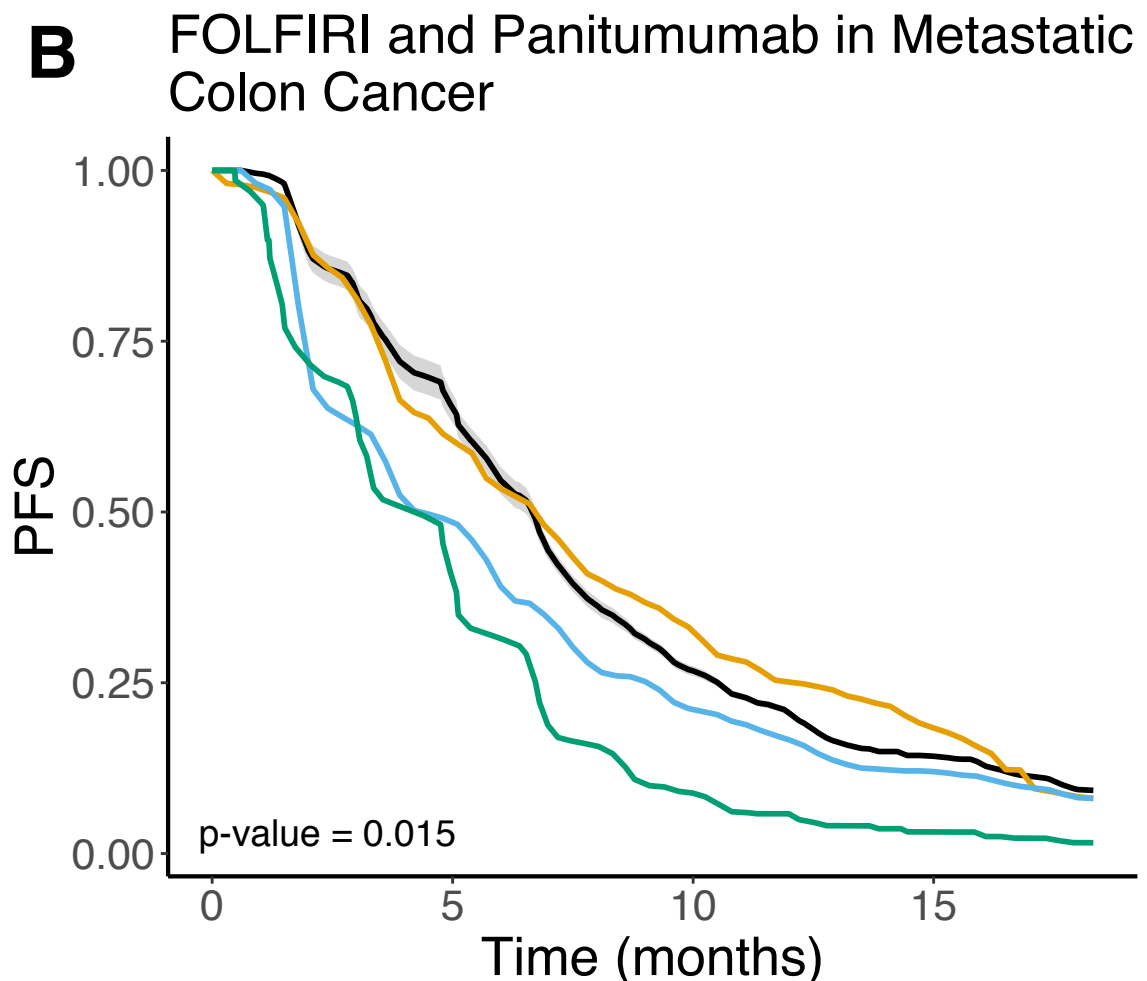 B
FOLFIRI and Panitumumab in Metastatic
Colon Cancer
1.00
0.75
0.50
0.25
0.00
PFS
p-value = 0.015
0 5 10 15
Time (months)